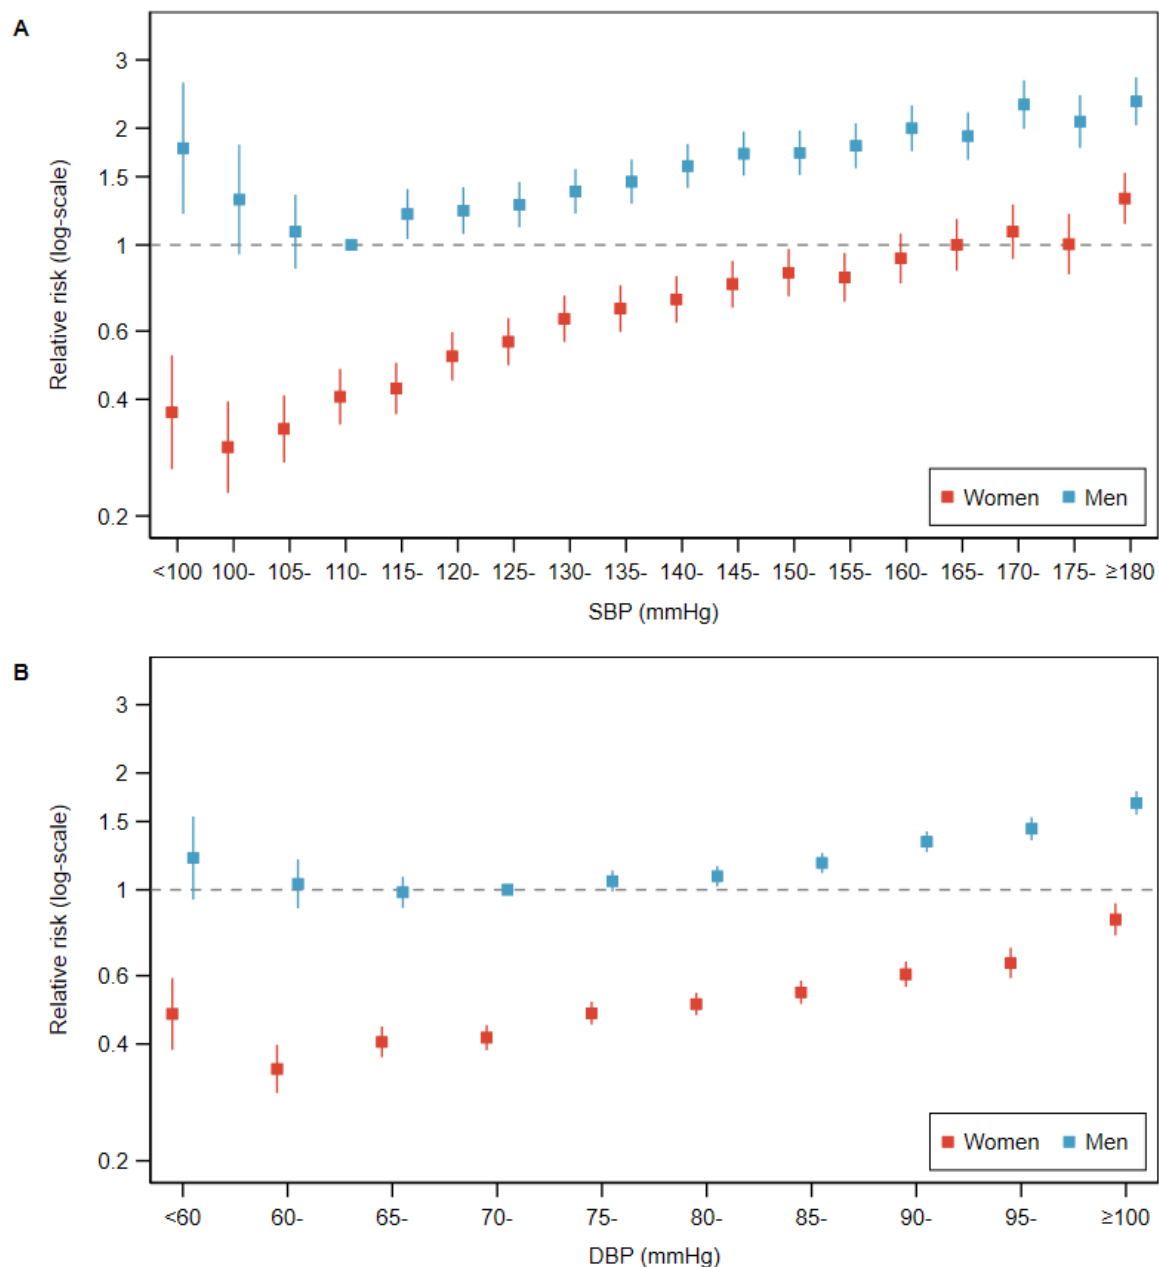 A
Relative risk (log-scale)
3
2
1.5
1
0.6
0.4
0.2
Women Men
<100 100- 105- 110- 115- 120- 125- 130- 135- 140- 145- 150- 155- 160- 165- 170- 175- ≥180
SBP (mmHg)
B
Relative risk (log-scale)
3
2
1.5
1
0.6
0.4
0.2
Women Men
<60 60- 65- 70- 75- 80- 85- 90- 95- ≥100
DBP (mmHg)